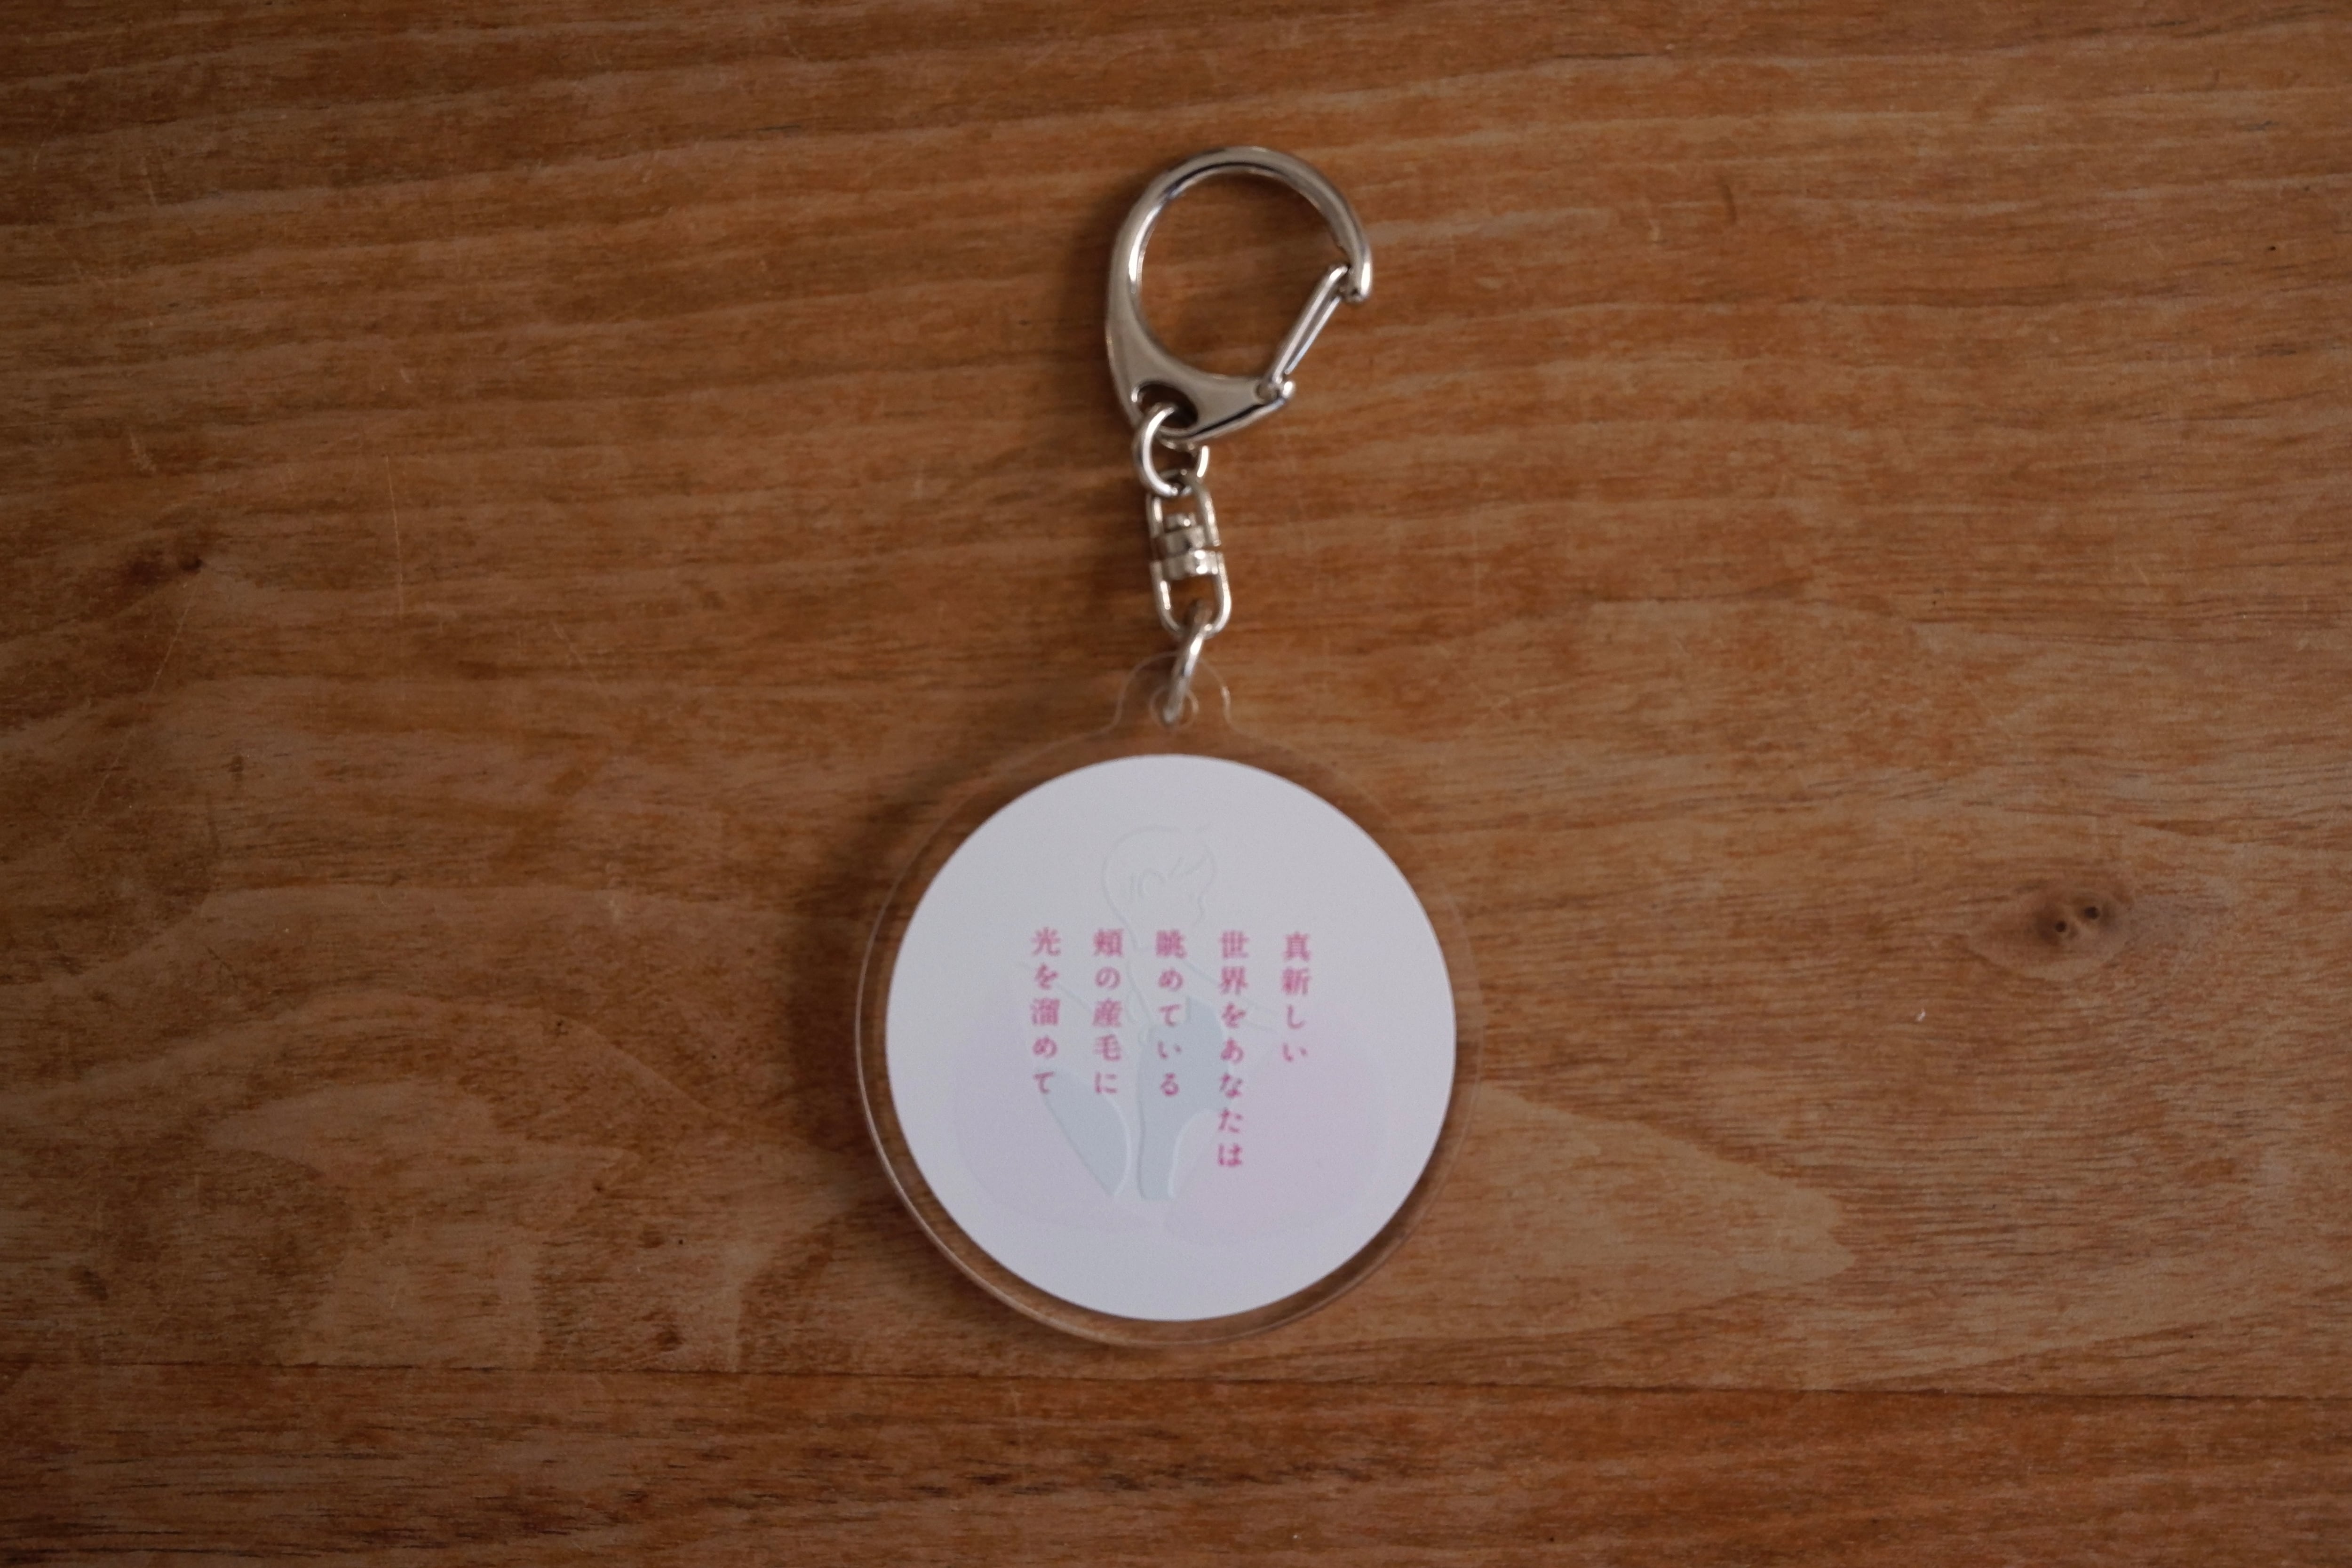 真新しい
世界をあなたは
眺めている
頬の産毛に
光を溜めて